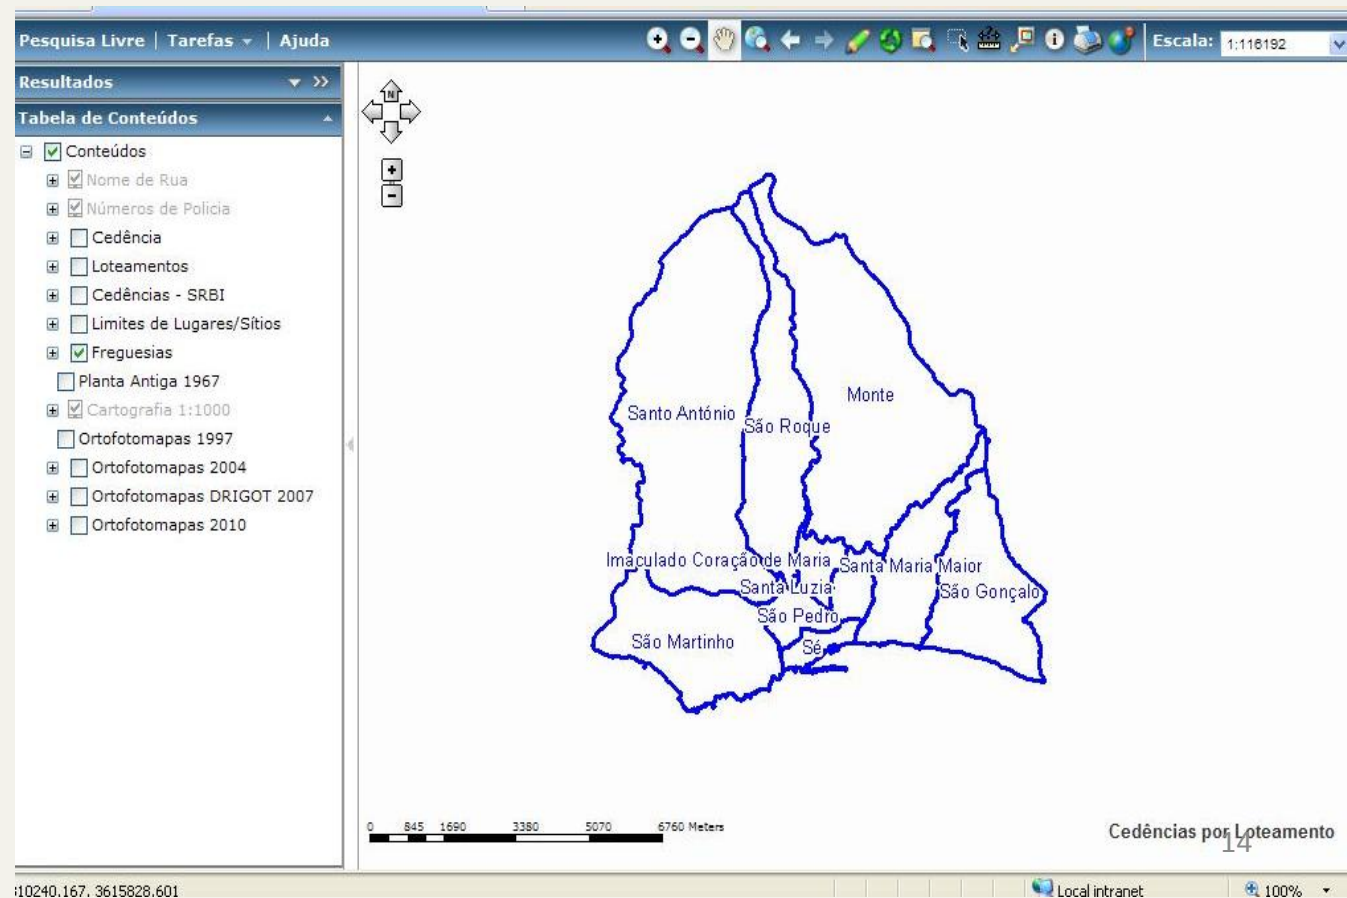 Pesquisa Livre | Tarefas | Ajuda
Escala: 1:116192
Resultados
Tabela de Conteúdos
Conteúdos
Nome de Rua
Números de Policia
Cedência
Loteamentos
Cedências - SRBI
Limites de Lugares/Sítios
Freguesias
Planta Antiga 1967
Cartografia 1:1000
Ortofotomapas 1997
Ortofotomapas 2004
Ortofotomapas DRIGOT 2007
Ortofotomapas 2010
N
Monte
Santo António
São Roque
Imaculado Coração de Maria
Santa Maria Maior
Santa Luzia
São Gonçalo
São Pedro
São Martinho
Sé
0 845 1690 3380 5070 6760 Meters
Cedências por Loteamento
14
310240.167, 3615828.601
Local intranet
100%